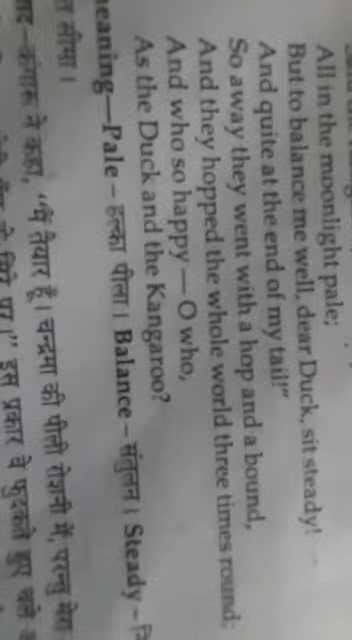 All in the moonlight pale;
But to balance me well, dear Duck, sit steady!
And quite at the end of my tail!"
So away they went with a hop and a bound,
And they hopped the whole world three times round;
And who so happy — O who,
As the Duck and the Kangaroo?
eaning—Pale – हल्का पीला। Balance – संतुलन। Steady –
सीमा।
कंगारू ने कहा, "मैं तैयार हूँ। चन्द्रमा की पीली रोशनी में, परन्तु मेरा
सिरे पर।" इस प्रकार वे फुदकते हुए चले